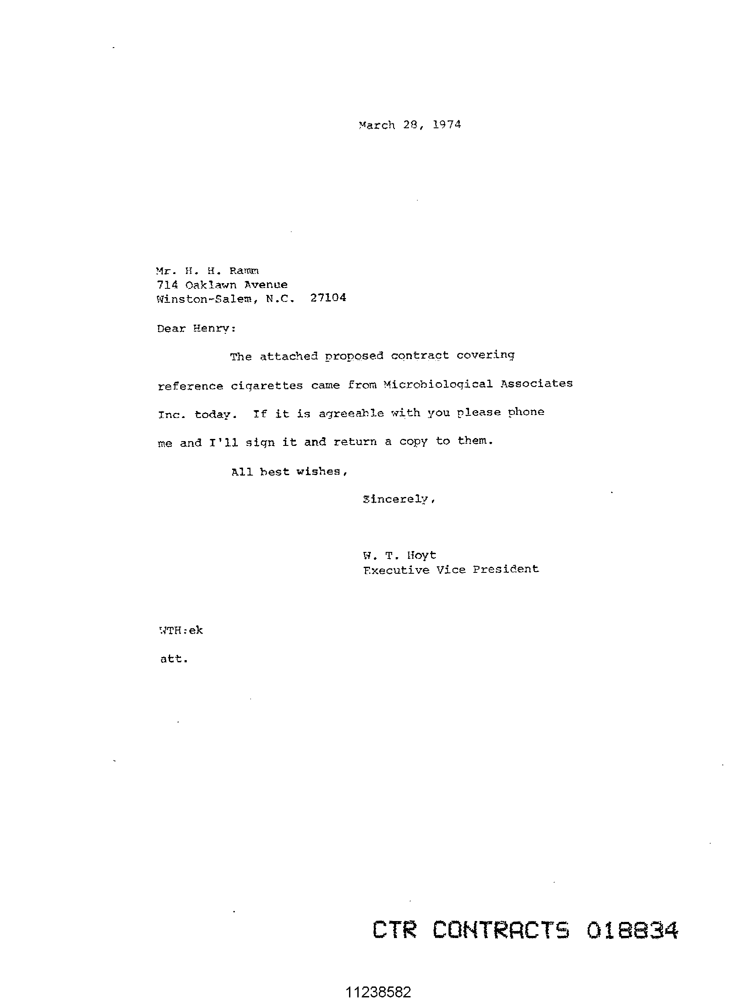 March 28, 1974
Mr. H. H. Ramm
714 Oaklawn Avenue
Winston-Salem, N.C. 27104
Dear Henry:
The attached proposed contract covering
reference cigarettes came from Microbiological Associates
Inc. today. If it is agreeable with you please phone
me and I'll sign it and return a copy to them.
All best wishes,
Sincerely,
W. T. Hoyt
Executive Vice President
WTH:ek
att.
CTR CONTRACTS 018834
11238582